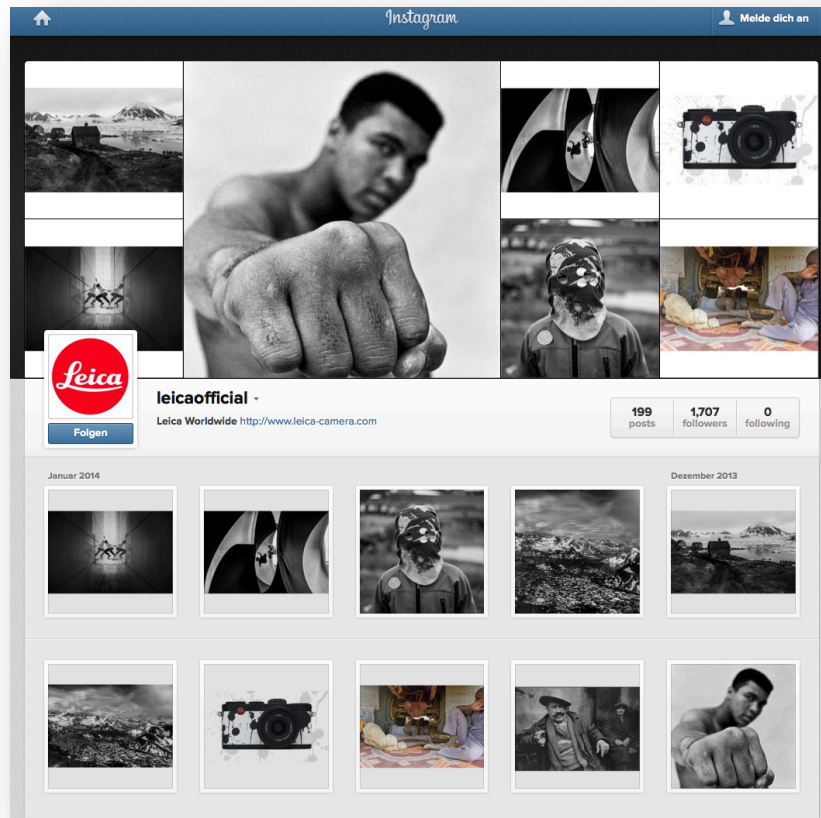 Instagram
Melde dich an
Leica
leicaofficial
Leica Worldwide http://www.leica-camera.com
Folgen
199 posts
1,707 followers
0 following
Januar 2014
Dezember 2013